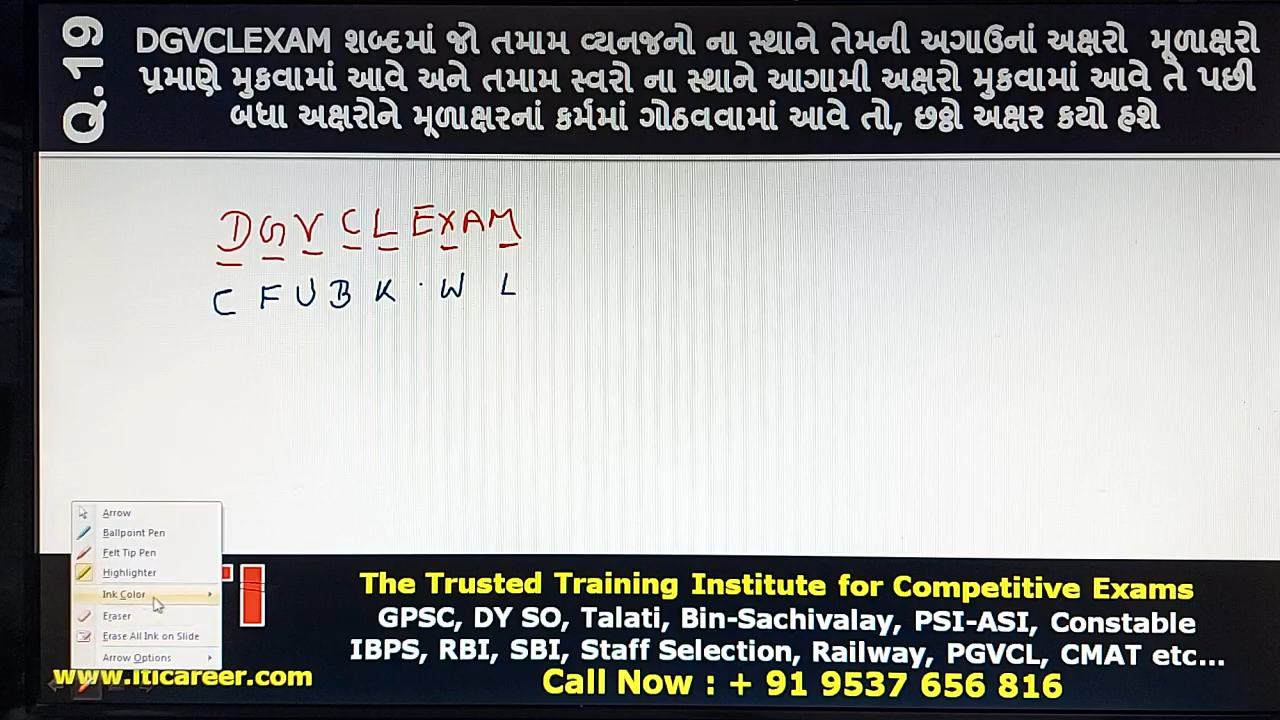 Q.19
DGVCLEXAM શબ્દમાં જો તમામ વ્યનજનો ના સ્થાને તેમની અગાઉનાં અક્ષરો મૂળાક્ષરો
પ્રમાણે મુકવામાં આવે અને તમામ સ્વરો ના સ્થાને આગામી અક્ષરો મુકવામાં આવે તે પછી
બધા અક્ષરોને મૂળાક્ષરનાં કર્મમાં ગોઠવવામાં આવે તો, છઠ્ઠો અક્ષર કયો હશે
DGVCLEXAM
C F U B K . W L
Arrow
Ballpoint Pen
Felt Tip Pen
Highlighter
Ink Color
Eraser
Erase All Ink on Slide
Arrow Options
The Trusted Training Institute for Competitive Exams
GPSC, DY SO, Talati, Bin-Sachivalay, PSI-ASI, Constable
IBPS, RBI, SBI, Staff Selection, Railway, PGVCL, CMAT etc...
www.iticareer.com
Call Now : + 91 9537 656 816